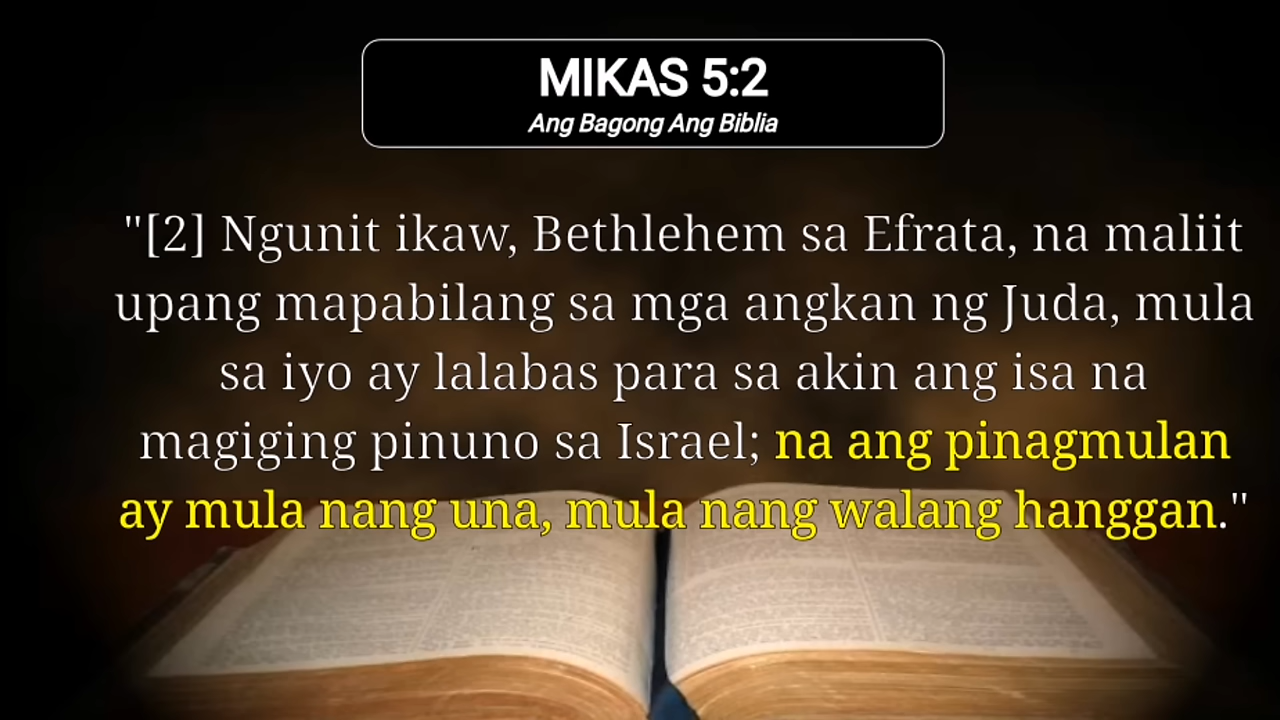 MIKAS 5:2
Ang Bagong Ang Biblia
"[2] Ngunit ikaw, Bethlehem sa Efrata, na maliit
upang mapabilang sa mga angkan ng Juda, mula
sa iyo ay lalabas para sa akin ang isa na
magiging pinuno sa Israel; na ang pinagmulan
ay mula nang una, mula nang walang hanggan."